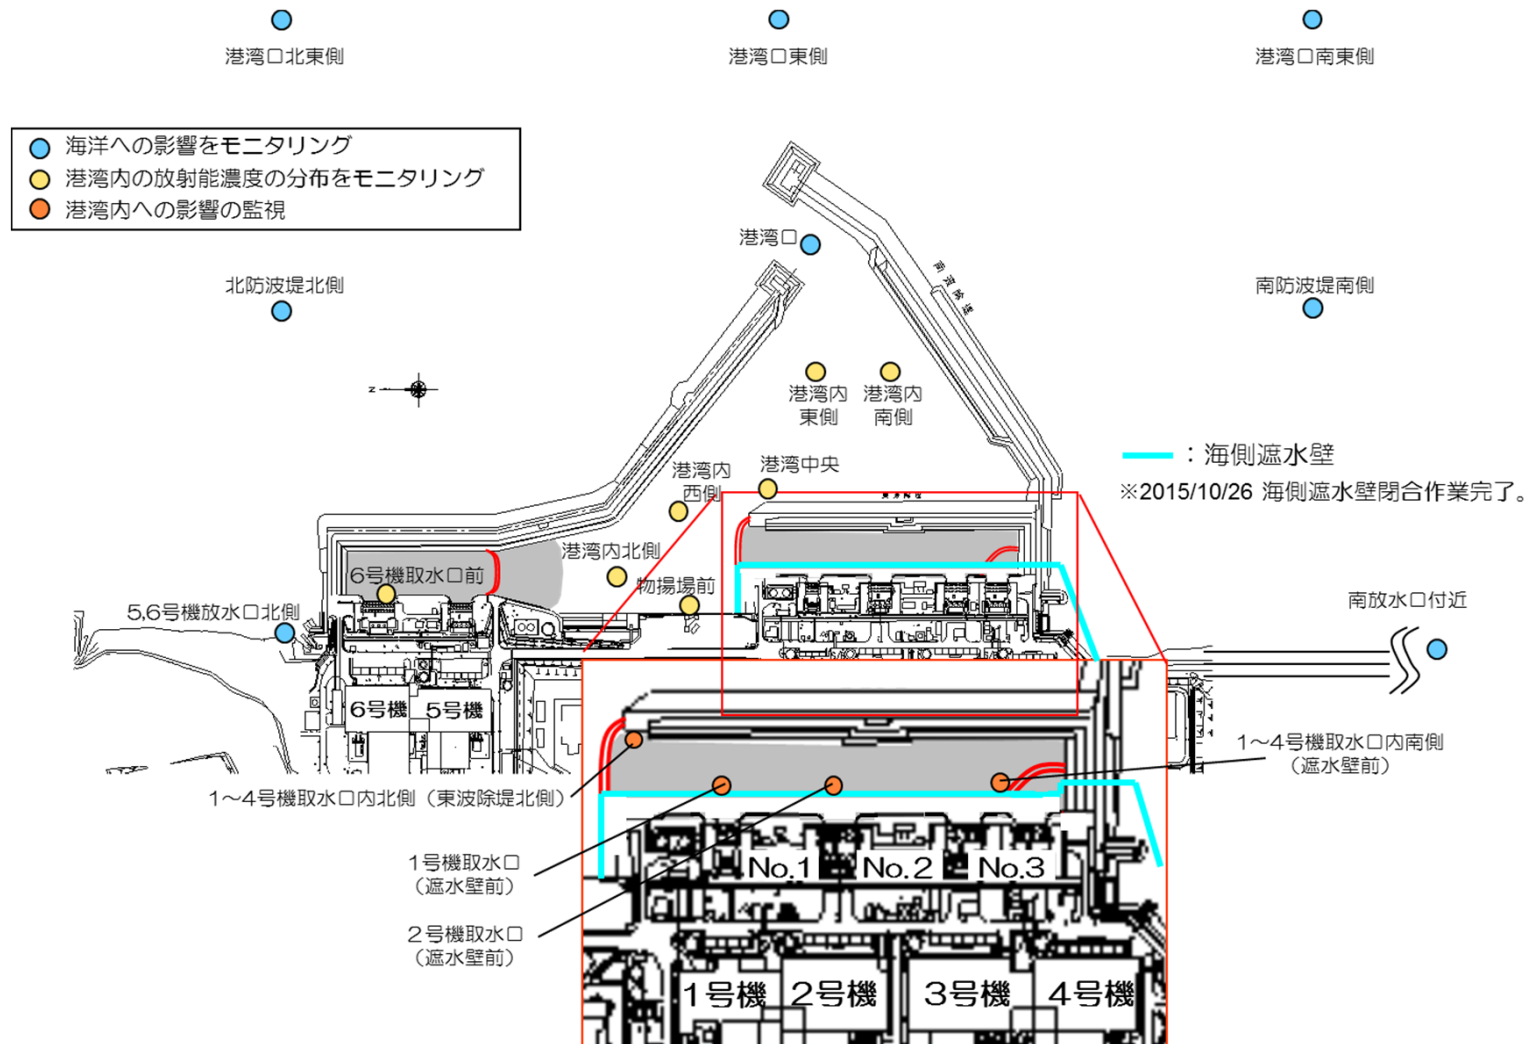 港湾口北東側
港湾口東側
港湾口南東側
海洋への影響をモニタリング
港湾内の放射能濃度の分布をモニタリング
港湾内への影響の監視
港湾口
北防波堤北側
南防波堤南側
N
港湾内
東側
港湾内
南側
：海側遮水壁
※2015/10/26 海側遮水壁閉合作業完了。
港湾内
西側
港湾中央
港湾内北側
物揚場前
6号機取水口前
5,6号機放水口北側
南放水口付近
6号機
5号機
1～4号機取水口内南側
（遮水壁前）
1～4号機取水口内北側（東波除堤北側）
1号機取水口
（遮水壁前）
2号機取水口
（遮水壁前）
No.1
No.2
No.3
1号機
2号機
3号機
4号機